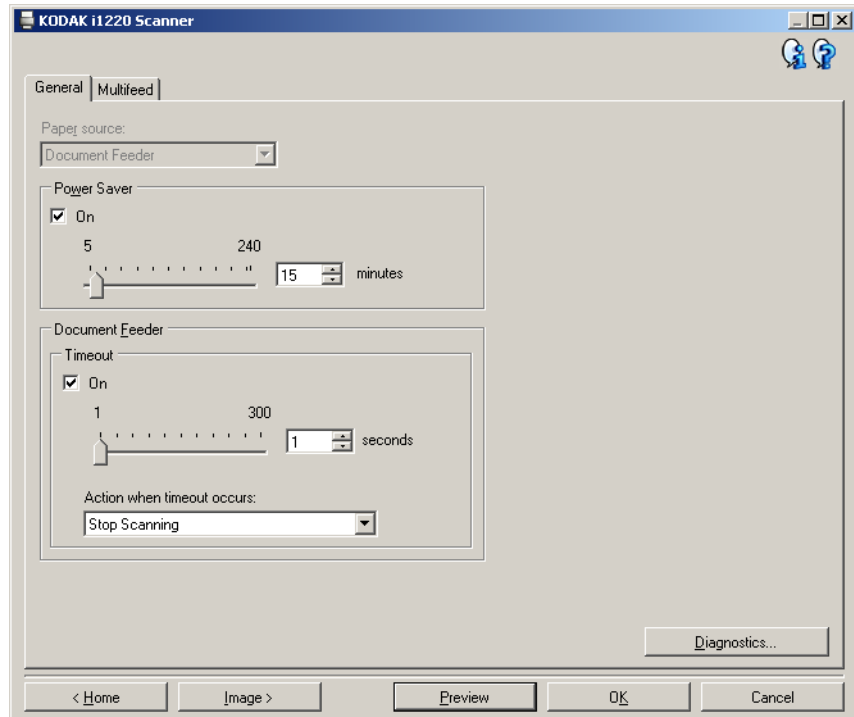 KODAK i1220 Scanner
General Multifeed
Paper source:
Document Feeder
Power Saver
On
5 240
15 minutes
Document Feeder
Timeout
On
1 300
1 seconds
Action when timeout occurs:
Stop Scanning
Diagnostics...
< Home Image > Preview OK Cancel